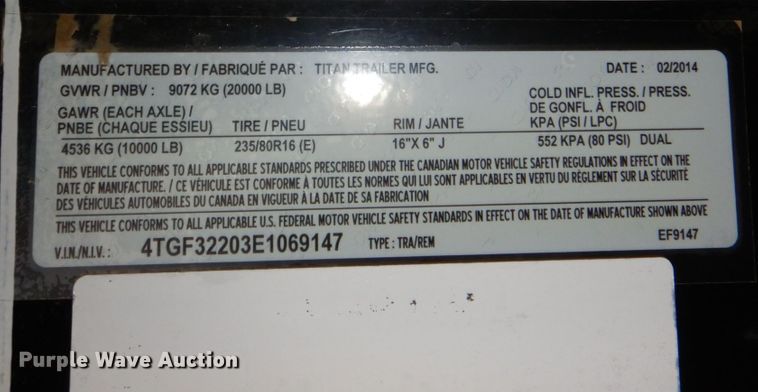 MANUFACTURED BY / FABRIQUÉ PAR : TITAN TRAILER MFG. DATE : 02/2014
GVWR / PNBV : 9072 KG (20000 LB)
COLD INFL. PRESS. / PRESS.
GAWR (EACH AXLE) / DE GONFL. À FROID
PNBE (CHAQUE ESSIEU) TIRE / PNEU RIM / JANTE KPA (PSI / LPC)
4536 KG (10000 LB) 235/80R16 (E) 16"X 6" J 552 KPA (80 PSI) DUAL
THIS VEHICLE CONFORMS TO ALL APPLICABLE STANDARDS PRESCRIBED UNDER THE CANADIAN MOTOR VEHICLE SAFETY REGULATIONS IN EFFECT ON THE
DATE OF MANUFACTURE. / CE VÉHICULE EST CONFORME À TOUTES LES NORMES QUI LUI SONT APPLICABLES EN VERTU DU RÈGLEMENT SUR LA SÉCURITÉ
DES VÉHICULES AUTOMOBILES DU CANADA EN VIGUEUR À LA DATE DE SA FABRICATION
THIS VEHICLE CONFORMS TO ALL APPLICABLE U.S. FEDERAL MOTOR VEHICLE SAFETY STANDARDS IN EFFECT ON THE DATE OF MANUFACTURE SHOWN ABOVE
V.I.N./N.I.V. : 4TGF32203E1069147 TYPE : TRA/REM EF9147
Purple Wave Auction